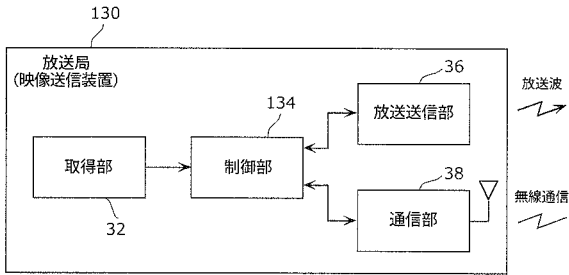 130
放送局
(映像送信装置)
36
放送波
134
放送送信部
取得部
制御部
38
無線通信
通信部
32